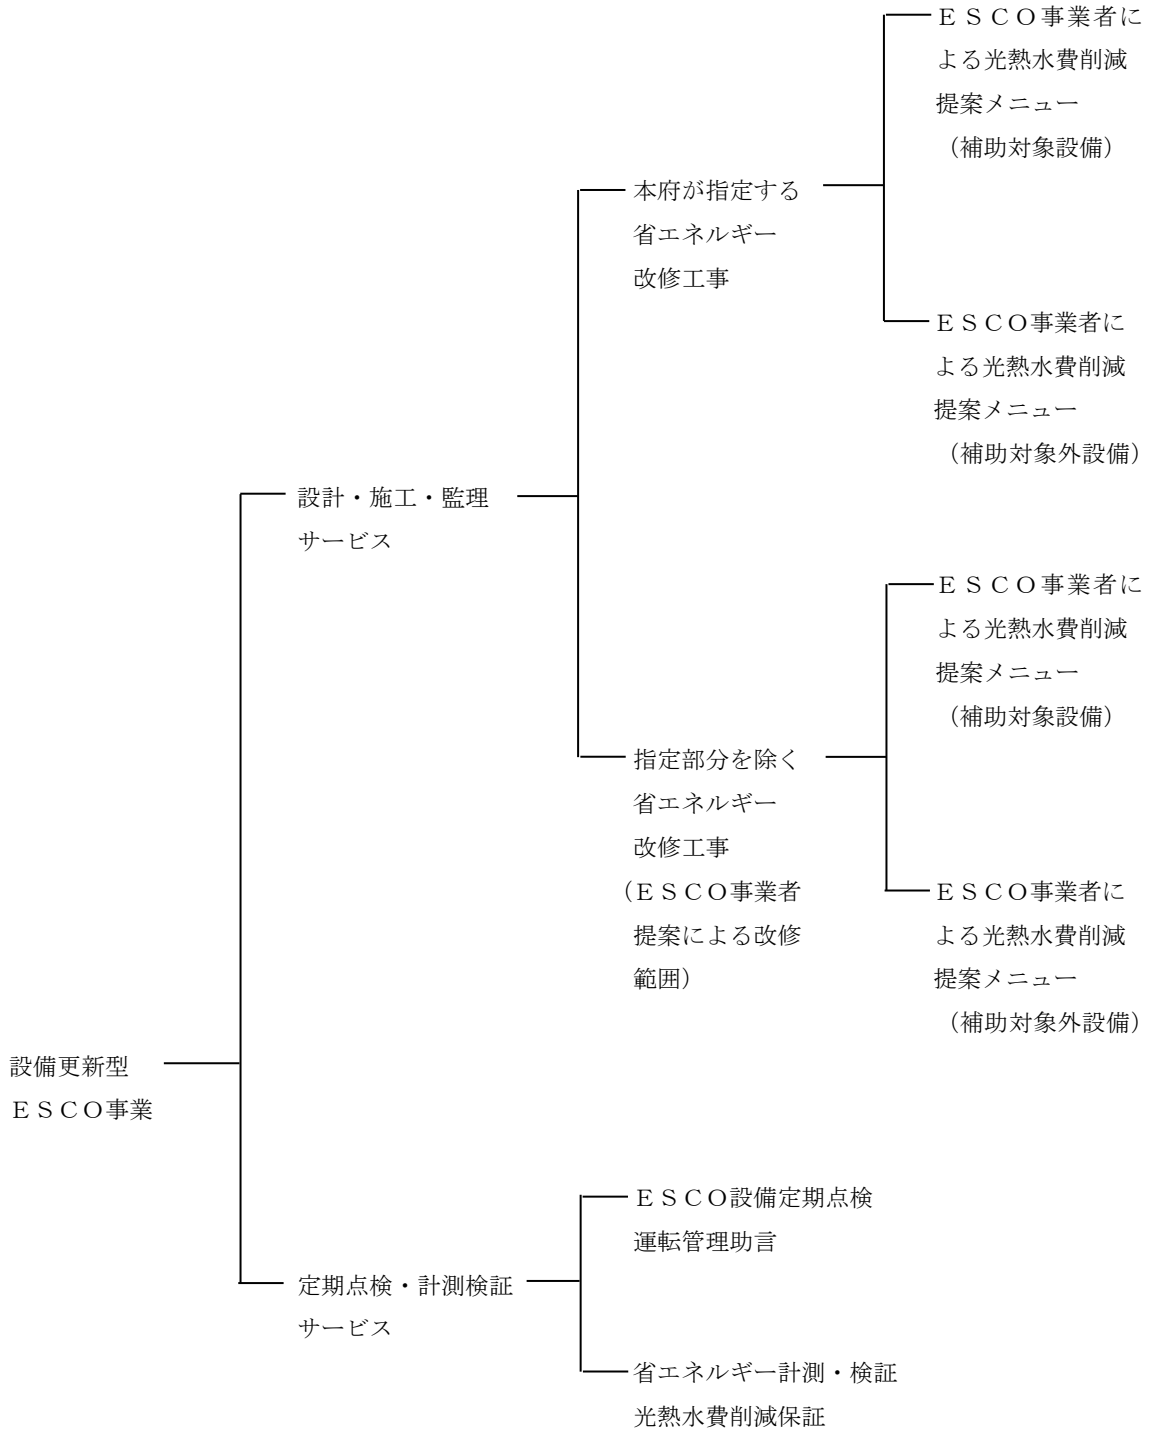 ＥＳＣＯ事業者に
よる光熱水費削減
提案メニュー
（補助対象設備）
本府が指定する
省エネルギー
改修工事
ＥＳＣＯ事業者に
よる光熱水費削減
提案メニュー
（補助対象外設備）
設計・施工・監理
サービス
ＥＳＣＯ事業者に
よる光熱水費削減
提案メニュー
（補助対象設備）
指定部分を除く
省エネルギー
改修工事
（ＥＳＣＯ事業者
提案による改修
範囲）
ＥＳＣＯ事業者に
よる光熱水費削減
提案メニュー
（補助対象外設備）
設備更新型
ＥＳＣＯ事業
ＥＳＣＯ設備定期点検
運転管理助言
定期点検・計測検証
サービス
省エネルギー計測・検証
光熱水費削減保証